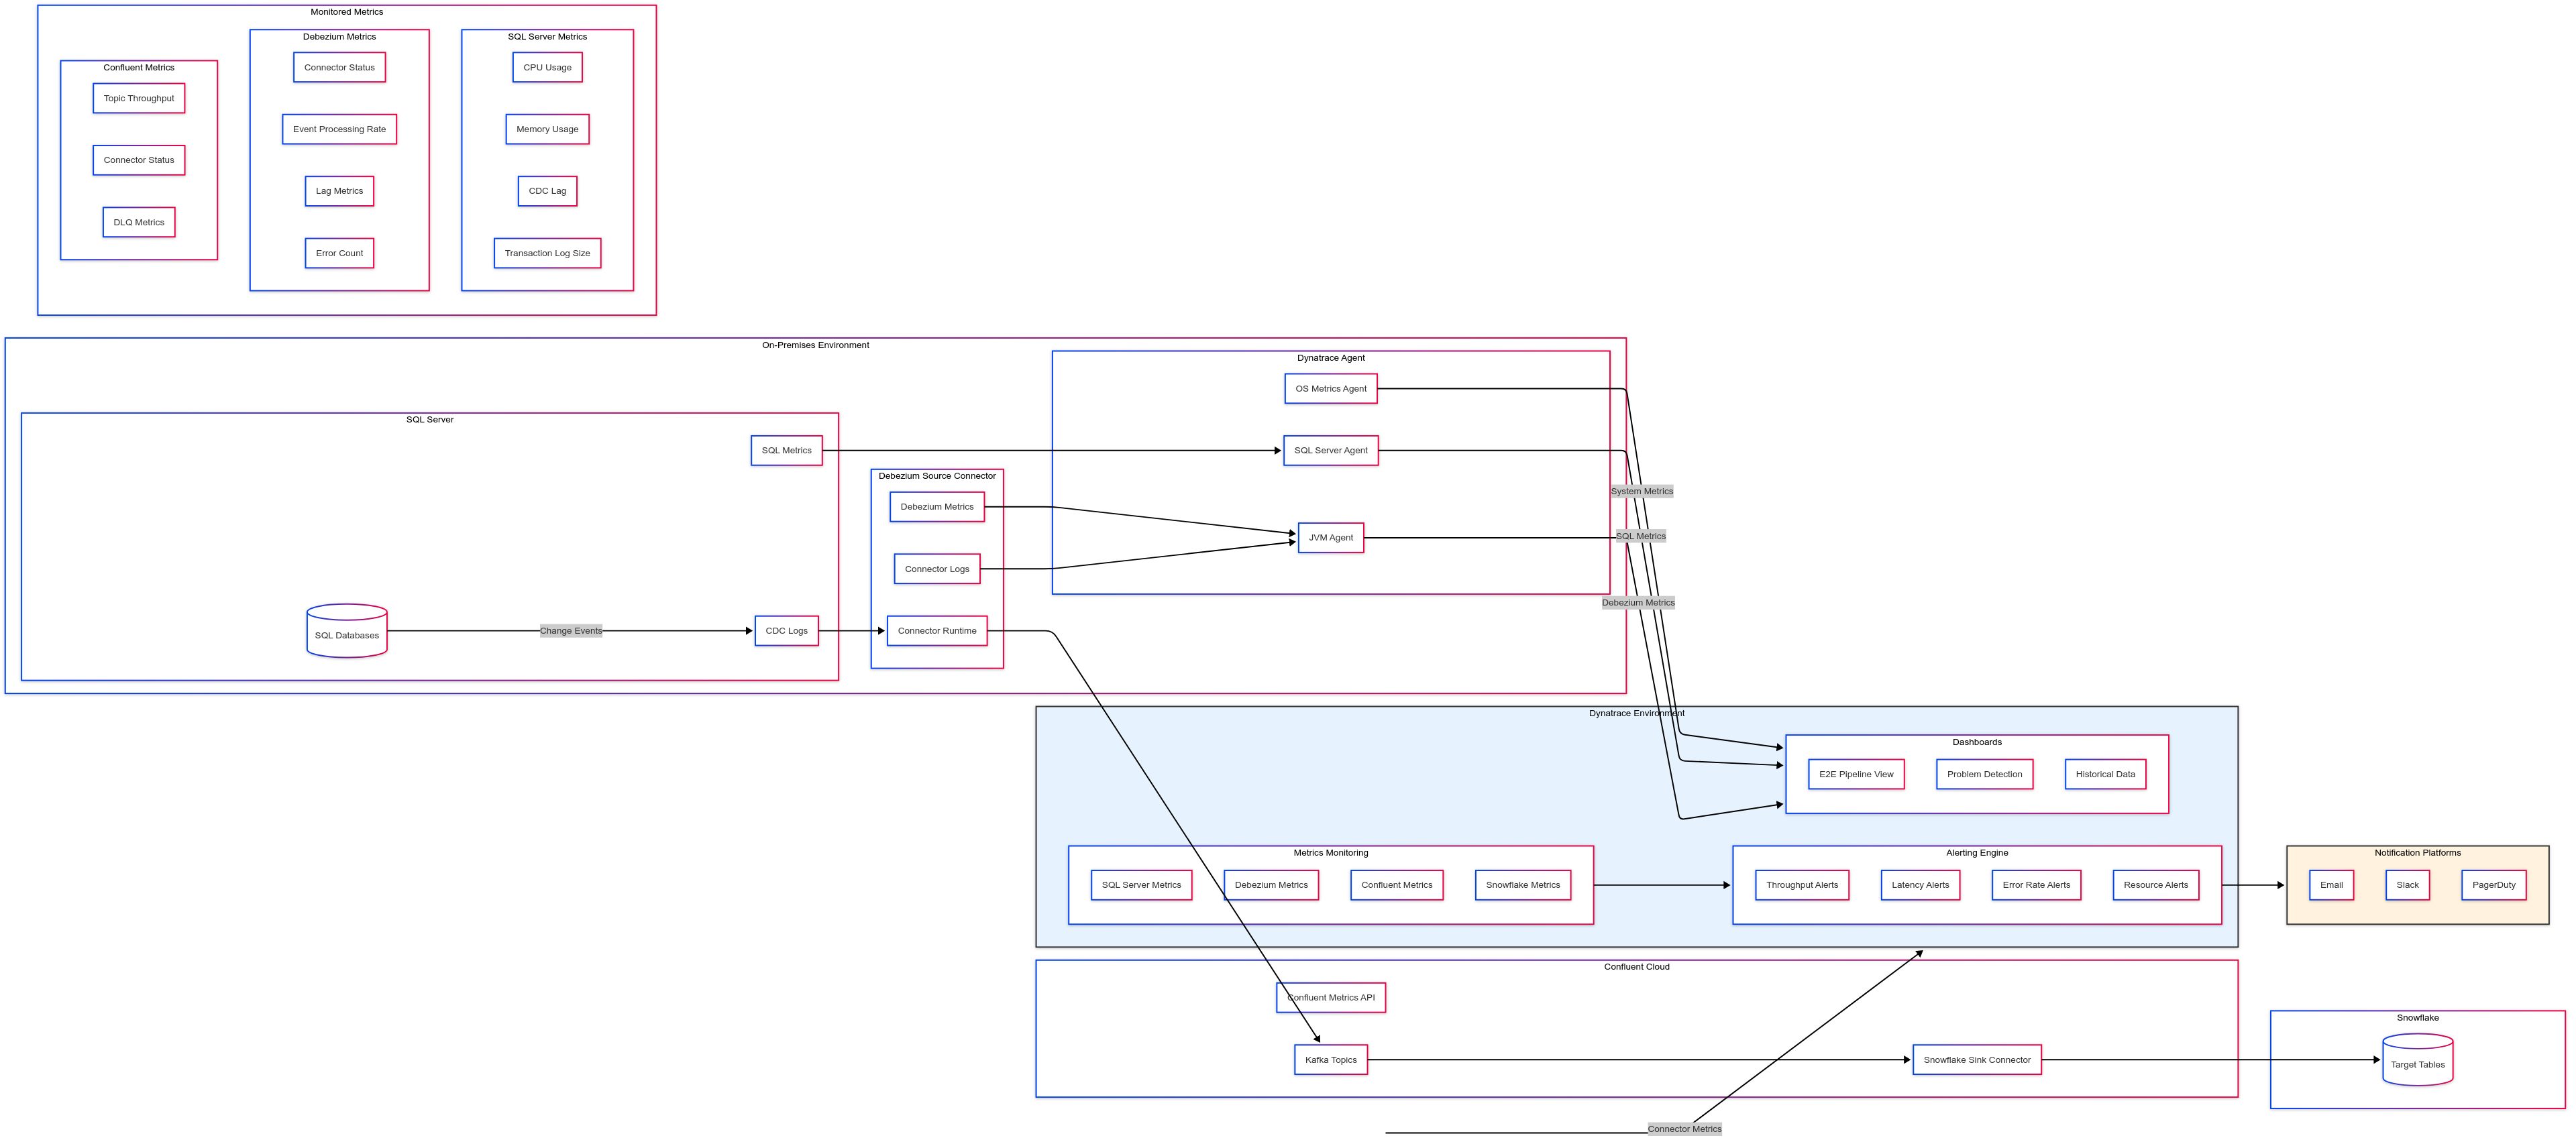 Monitored Metrics
Confluent Metrics
Topic Throughput
Connector Status
DLQ Metrics
Debezium Metrics
Connector Status
Event Processing Rate
Lag Metrics
Error Count
SQL Server Metrics
CPU Usage
Memory Usage
CDC Lag
Transaction Log Size
On-Premises Environment
SQL Server
SQL Metrics
SQL Databases
Change Events
CDC Logs
Debezium Source Connector
Debezium Metrics
Connector Logs
Connector Runtime
Dynatrace Agent
OS Metrics Agent
SQL Server Agent
JVM Agent
System Metrics
SQL Metrics
Debezium Metrics
Dynatrace Environment
Dashboards
E2E Pipeline View
Problem Detection
Historical Data
Metrics Monitoring
SQL Server Metrics
Debezium Metrics
Confluent Metrics
Snowflake Metrics
Alerting Engine
Throughput Alerts
Latency Alerts
Error Rate Alerts
Resource Alerts
Notification Platforms
Email
Slack
PagerDuty
Confluent Cloud
Confluent Metrics API
Kafka Topics
Snowflake Sink Connector
Snowflake
Target Tables
Connector Metrics